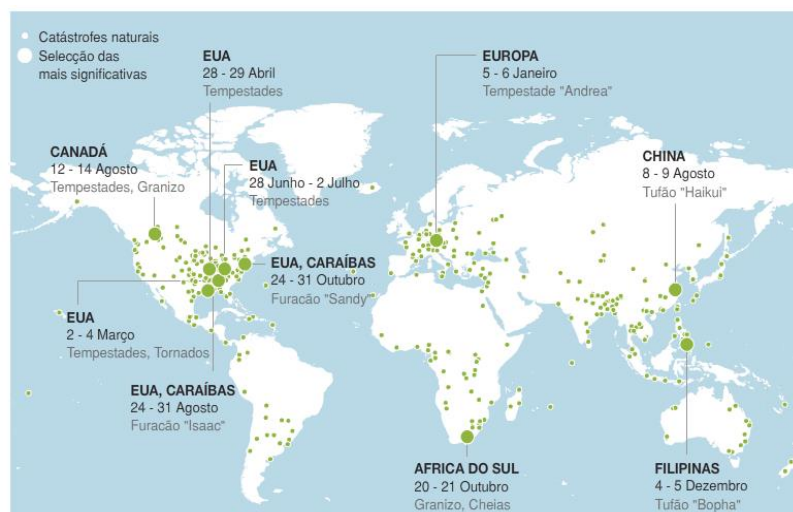 Catástrofes naturais
Selecção das
mais significativas
EUA
28 - 29 Abril
Tempestades
EUROPA
5 - 6 Janeiro
Tempestade "Andrea"
CANADÁ
12 - 14 Agosto
Tempestades, Granizo
EUA
28 Junho - 2 Julho
Tempestades
CHINA
8 - 9 Agosto
Tufão "Haikui"
EUA, CARAÍBAS
24 - 31 Outubro
Furacão "Sandy"
EUA
2 - 4 Março
Tempestades, Tornados
EUA, CARAÍBAS
24 - 31 Agosto
Furacão "Isaac"
AFRICA DO SUL
20 - 21 Outubro
Granizo, Cheias
FILIPINAS
4 - 5 Dezembro
Tufão "Bopha"